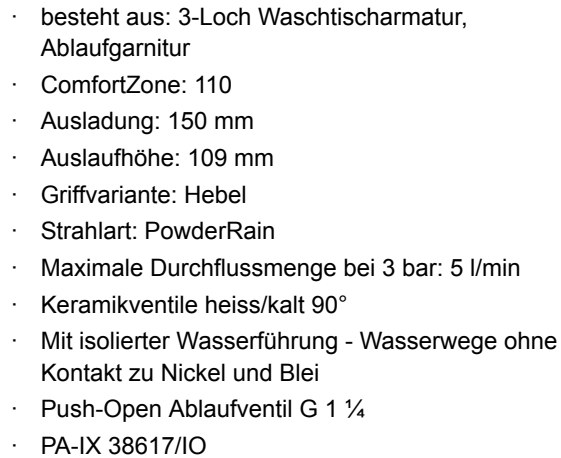 · besteht aus: 3-Loch Waschtischarmatur,
Ablaufgarnitur
· ComfortZone: 110
· Ausladung: 150 mm
· Auslaufhöhe: 109 mm
· Griffvariante: Hebel
· Strahlart: PowderRain
· Maximale Durchflussmenge bei 3 bar: 5 l/min
· Keramikventile heiss/kalt 90°
· Mit isolierter Wasserführung - Wasserwege ohne
Kontakt zu Nickel und Blei
· Push-Open Ablaufventil G 1 ¼
· PA-IX 38617/IO